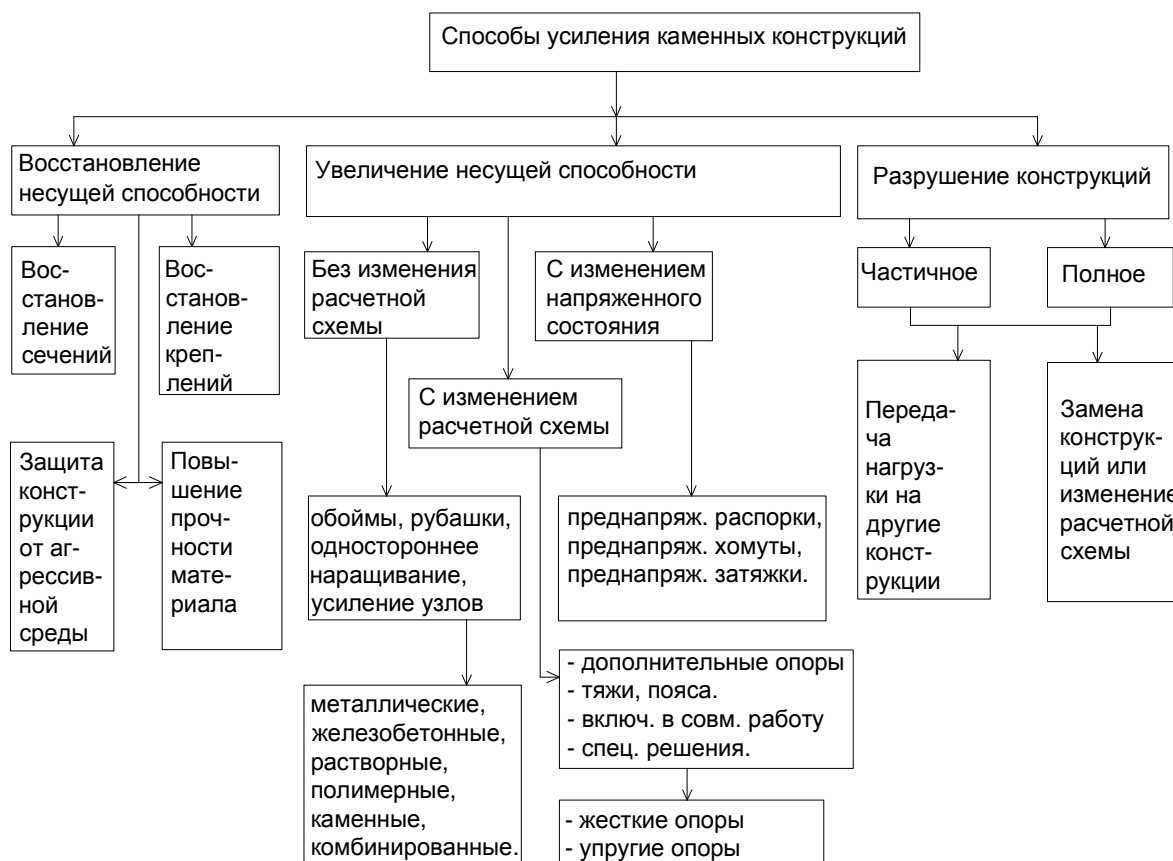 Способы усиления каменных конструкций
Восстановление
несущей способности
Увеличение несущей способности
Разрушение конструкций
Вос-
станов-
ление
сечений
Вос-
станов-
ление
креп-
лений
Без изменения
расчетной
схемы
С изменением
напряженного
состояния
Частичное
Полное
С изменением
расчетной схемы
Переда-
ча
нагруз-
ки на
другие
конст-
рукции
Замена
конструк-
ций или
изменение
расчетной
схемы
Защита
конст-
рукции
от аг-
рессив-
ной
среды
Повы-
шение
проч-
ности
мате-
риала
обоймы, рубашки,
одностороннее
наращивание,
усиление узлов
преднапряж. распорки,
преднапряж. хомуты,
преднапряж. затяжки.
металлические,
железобетонные,
растворные,
полимерные,
каменные,
комбинированные.
- дополнительные опоры
- тяжи, пояса.
- включ. в совм. работу
- спец. решения.
- жесткие опоры
- упругие опоры